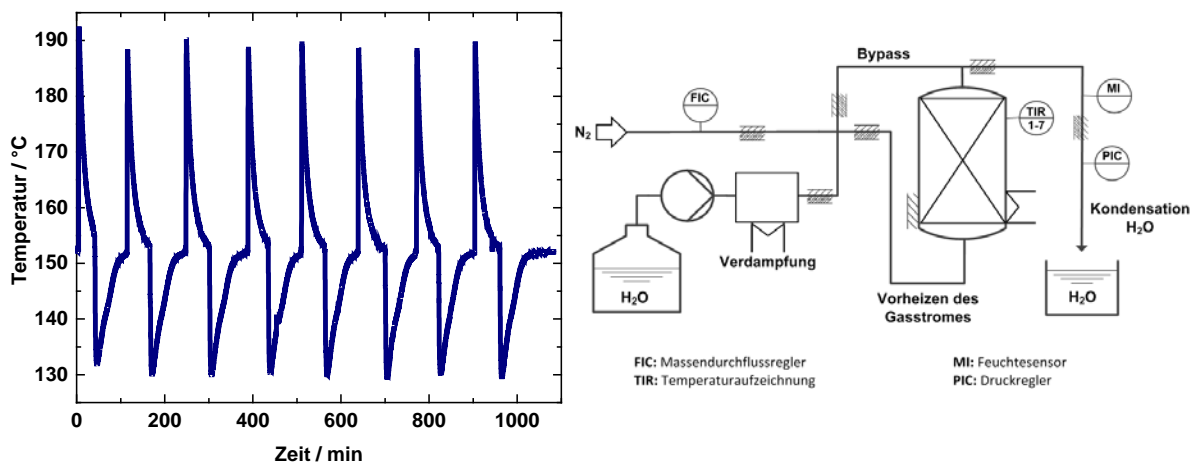 190
180
170
160
150
140
130
Temperatur / °C
0
200
400
600
800
1000
Zeit / min
Bypass
FIC
N₂
MI
TIR
1-7
PIC
Kondensation
H₂O
Verdampfung
H₂O
Vorheizen des
Gasstromes
H₂O
FIC: Massendurchflussregler
TIR: Temperaturaufzeichnung
MI: Feuchtesensor
PIC: Druckregler